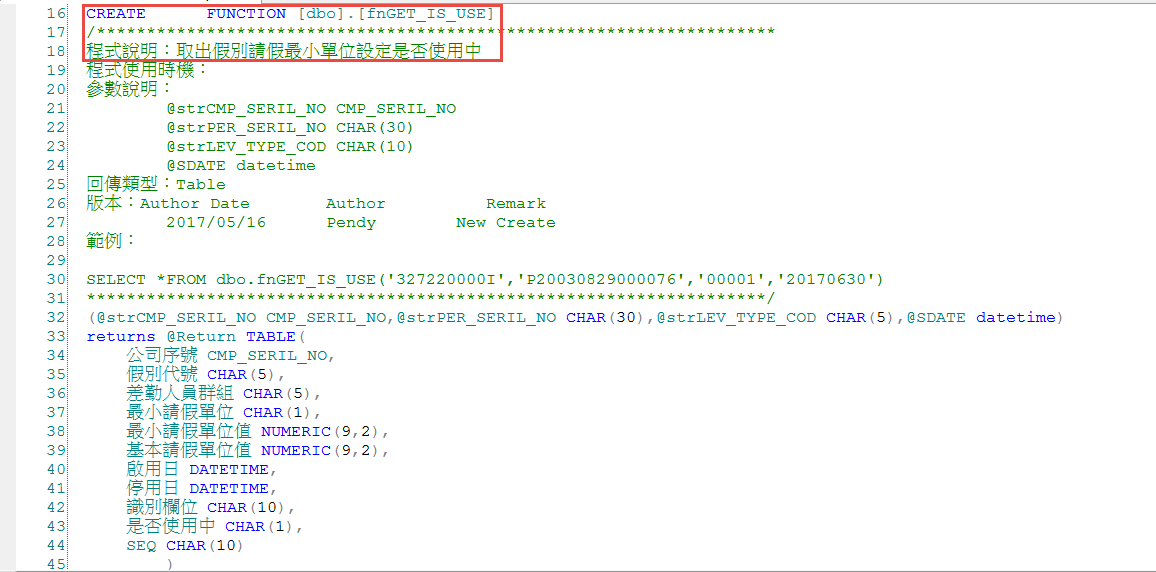 16 CREATE      FUNCTION [dbo].[fnGET_IS_USE]
17 /********************************************************************
18 程式說明：取出假別請假最小單位設定是否使用中
19 程式使用時機：
20 參數說明：
21         @strCMP_SERIL_NO CMP_SERIL_NO
22         @strPER_SERIL_NO CHAR(30)
23         @strLEV_TYPE_COD CHAR(10)
24         @SDATE datetime
25 回傳類型：Table
26 版本：Author Date        Author          Remark
27         2017/05/16      Pendy        New Create
28 範例：
29
30 SELECT *FROM dbo.fnGET_IS_USE('327220000I','P20030829000076','00001','20170630')
31 ********************************************************************/
32 (@strCMP_SERIL_NO CMP_SERIL_NO,@strPER_SERIL_NO CHAR(30),@strLEV_TYPE_COD CHAR(5),@SDATE datetime)
33 returns @Return TABLE(
34     公司序號 CMP_SERIL_NO,
35     假別代號 CHAR(5),
36     差勤人員群組 CHAR(5),
37     最小請假單位 CHAR(1),
38     最小請假單位值 NUMERIC(9,2),
39     基本請假單位值 NUMERIC(9,2),
40     啟用日 DATETIME,
41     停用日 DATETIME,
42     識別欄位 CHAR(10),
43     是否使用中 CHAR(1),
44     SEQ CHAR(10)
45         )